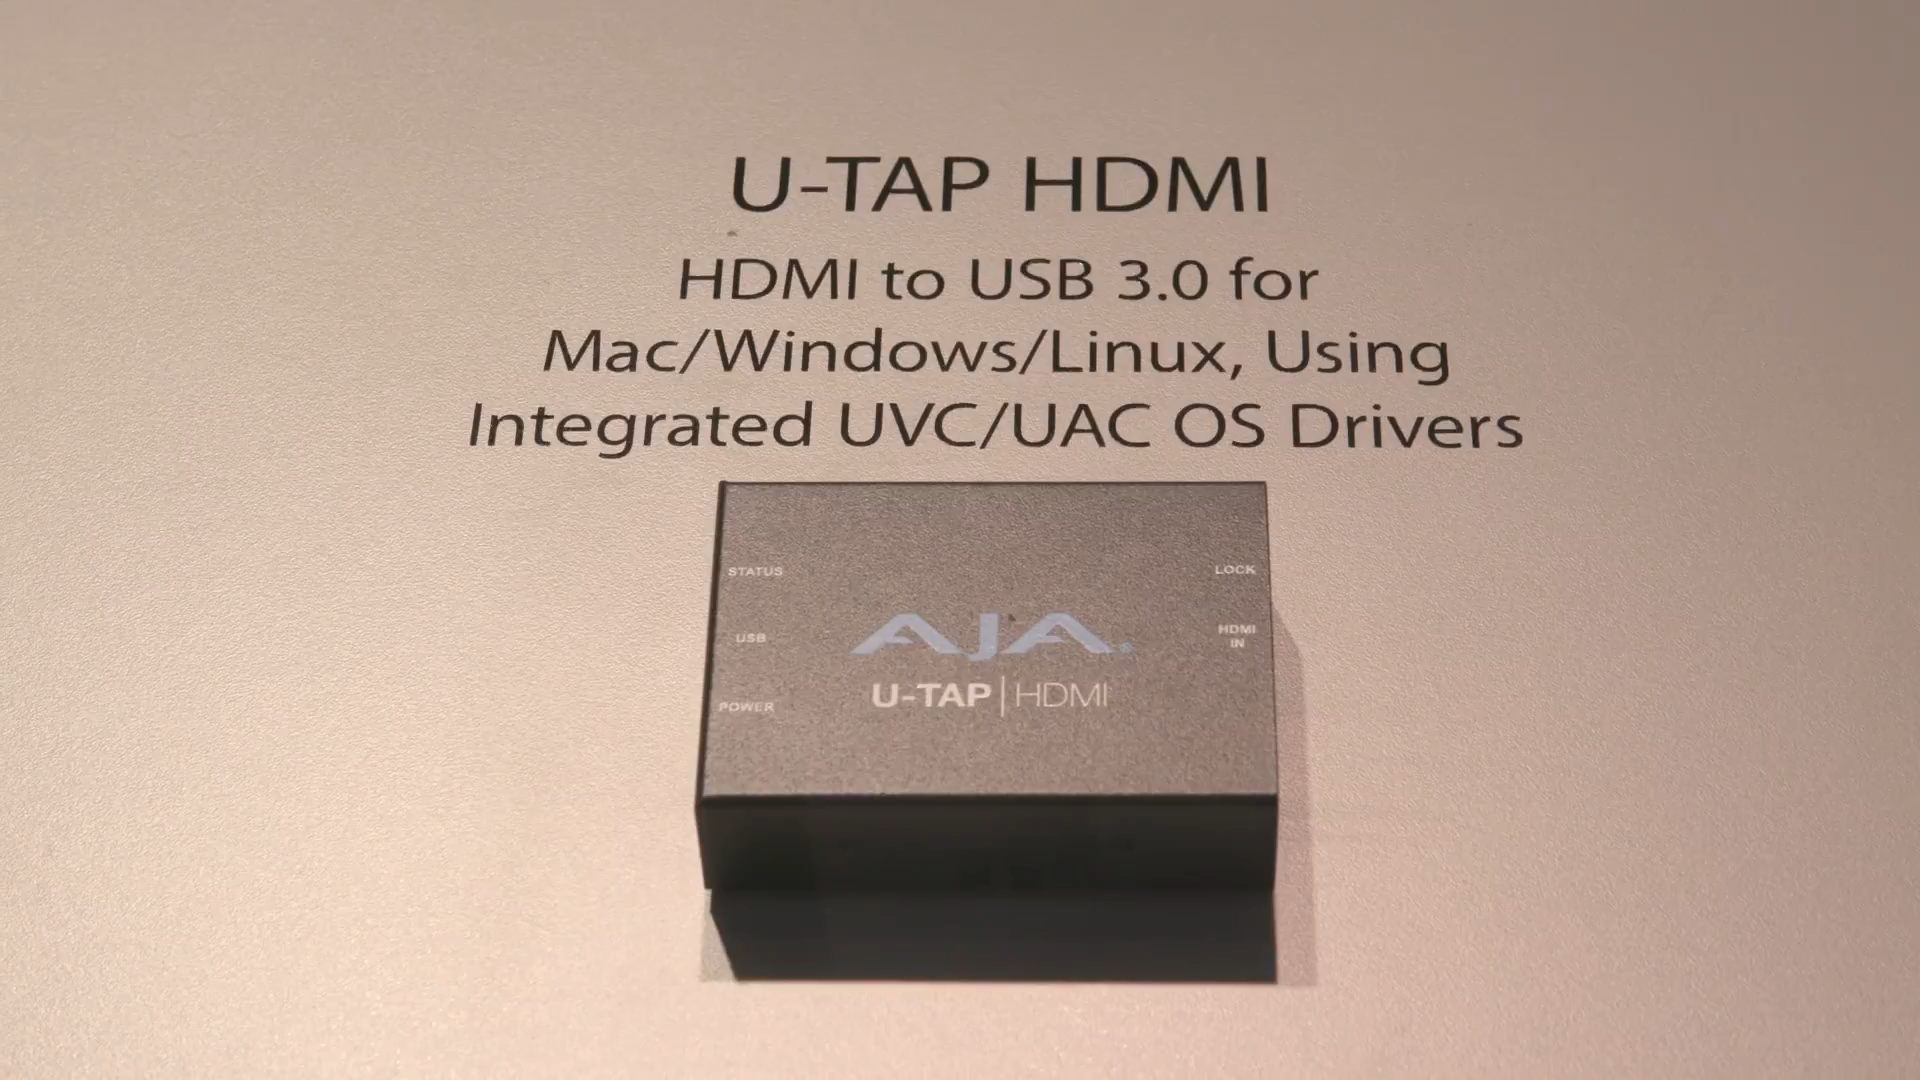 U-TAP HDMI
HDMI to USB 3.0 for
Mac/Windows/Linux, Using
Integrated UVC/UAC OS Drivers
STATUS
LOCK
USB
AJA®
HDMI
IN
POWER
U-TAP|HDMI